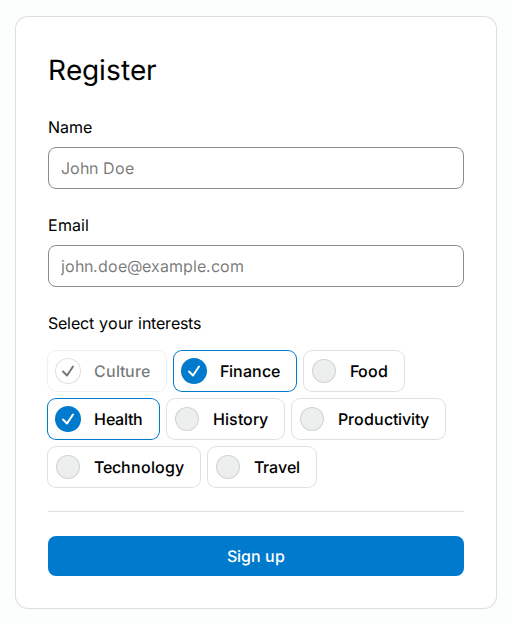 Register
Name
John Doe
Email
john.doe@example.com
Select your interests
Culture Finance Food
Health History Productivity
Technology Travel
Sign up